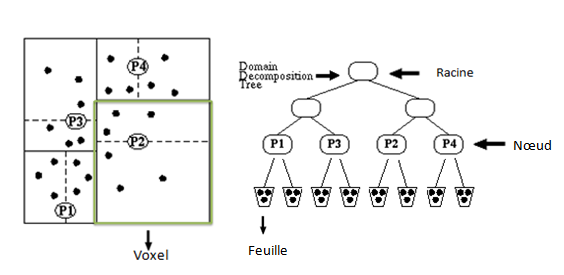 P4
P3
P2
P1
Voxel
Domain
Decomposition
Tree
Racine
P1 P3 P2 P4
Nœud
Feuille